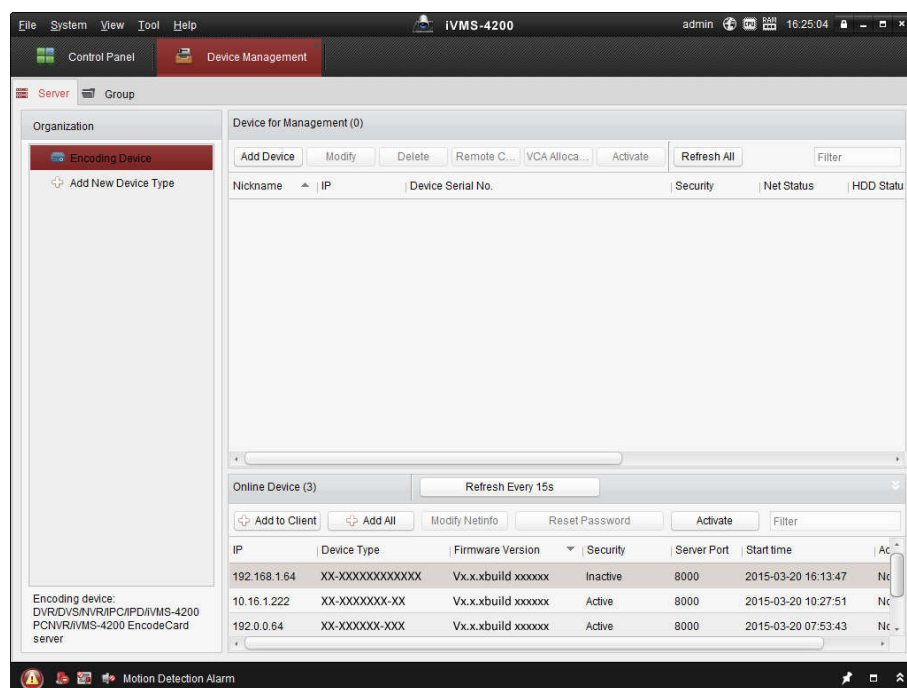 File System View Tool Help iVMS-4200 admin 16:25:04
Control Panel Device Management
Server Group
Organization
Encoding Device
Add New Device Type
Encoding device:
DVR/DVS/NVR/IPC/IPD/iVMS-4200
PCNVR/iVMS-4200 EncodeCard
server
Device for Management (0)
Add Device Modify Delete Remote C... VCA Alloca... Activate Refresh All Filter
Nickname IP Device Serial No. Security Net Status HDD Statu
Online Device (3) Refresh Every 15s
Add to Client Add All Modify Netinfo Reset Password Activate Filter
IP Device Type Firmware Version Security Server Port Start time Ac
192.168.1.64 XX-XXXXXXXXXXXX Vx.x.xbuild xxxxxx Inactive 8000 2015-03-20 16:13:47 No
10.16.1.222 XX-XXXXXXX-XX Vx.x.xbuild xxxxxx Active 8000 2015-03-20 10:27:51 No
192.0.0.64 XX-XXXXXX-XXX Vx.x.xbuild xxxxxx Active 8000 2015-03-20 07:53:43 No
Motion Detection Alarm